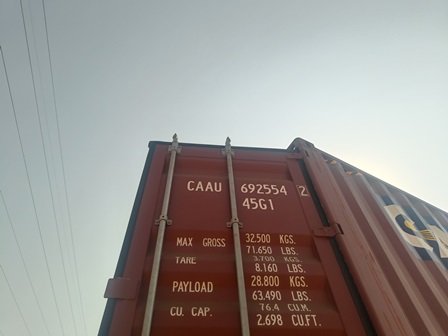 CAAU 692554 2
45G1
MAX GROSS 32.500 KGS.
71.650 LBS.
TARE 3.700 KGS.
8.160 LBS.
PAYLOAD 28.800 KGS.
63.490 LBS.
CU. CAP. 76.4 CU.M.
2.698 CU.FT.